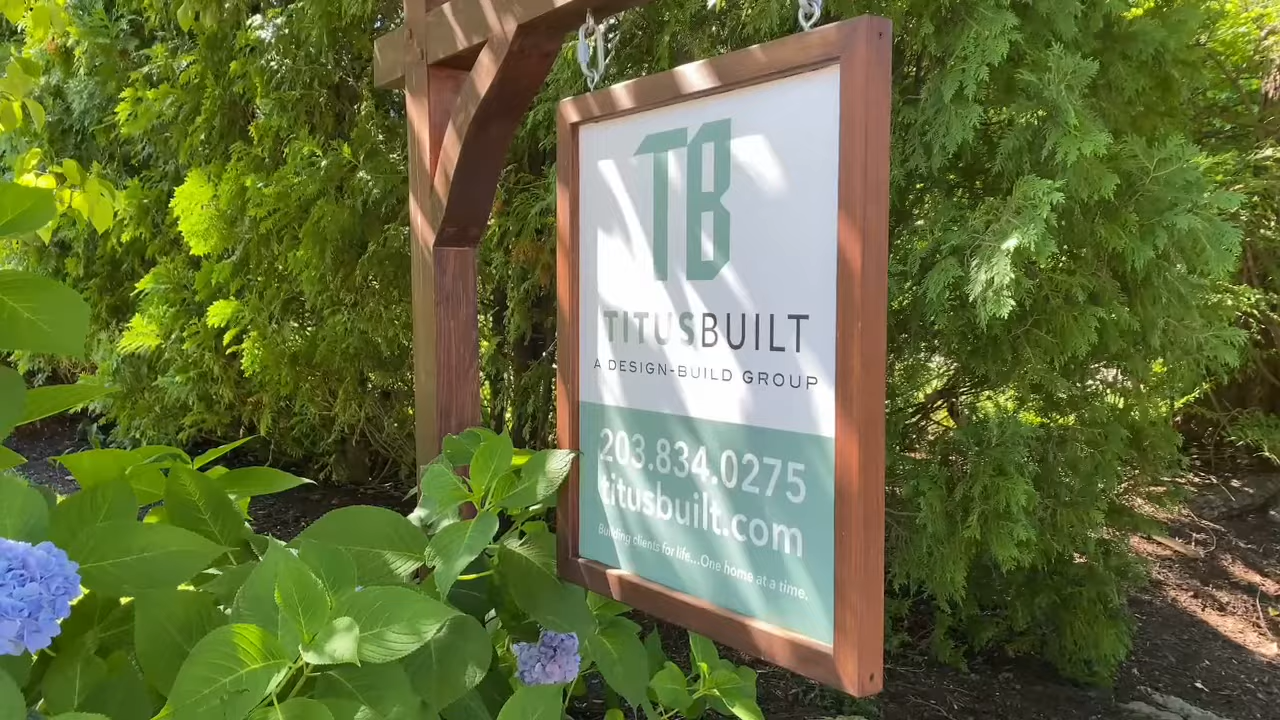 TB
TITUSBUILT
A DESIGN-BUILD GROUP
203.834.0275
titusbuilt.com
Building clients for life...One home at a time.